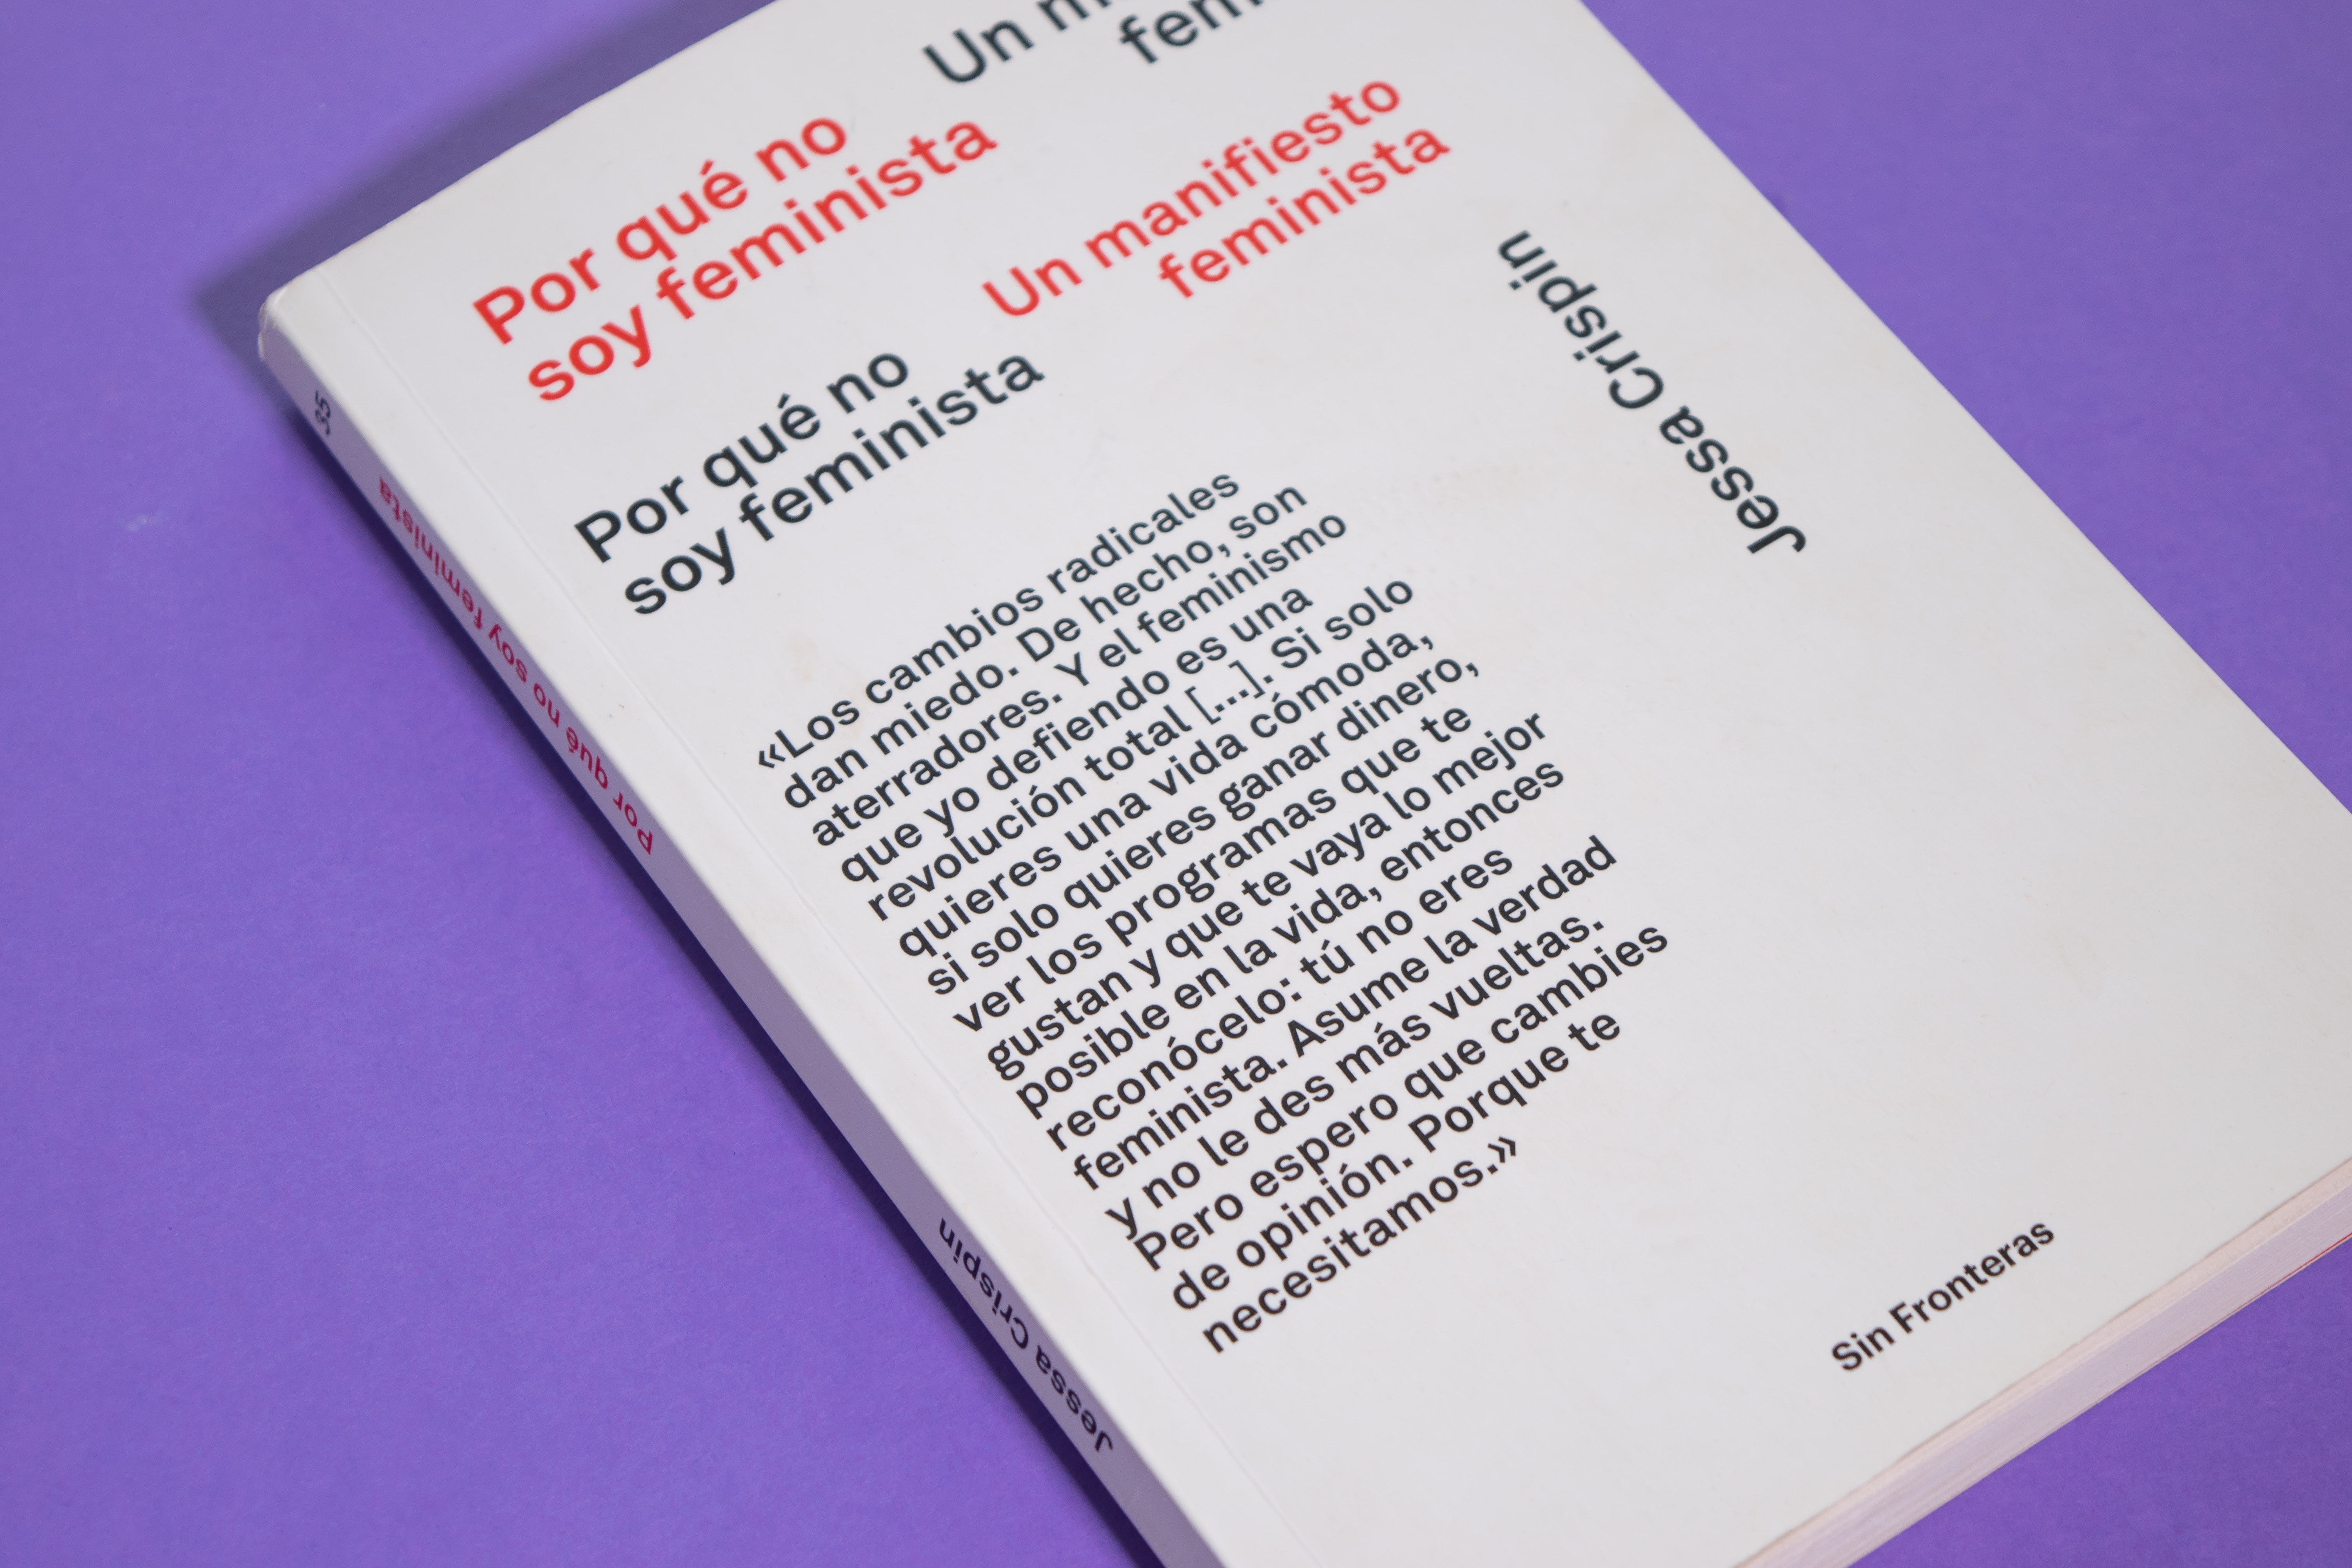 Un
Por qué no
soy feminista
Un manifiesto
feminista
Por qué no
soy feminista
Jessa Crispin
«Los cambios radicales
dan miedo. De hecho, son
aterradores. Y el feminismo
que yo defiendo es una
revolución total [...]. Si solo
quieres una vida cómoda,
si solo quieres ganar dinero,
ver los programas que te
gustan y que te vaya lo mejor
posible en la vida, entonces
reconócelo: tú no eres
feminista. Asume la verdad
y no le des más vueltas.
Pero espero que cambies
de opinión. Porque te
necesitamos.»
Sin Fronteras
35
Por qué no soy feminista
Jessa Crispin